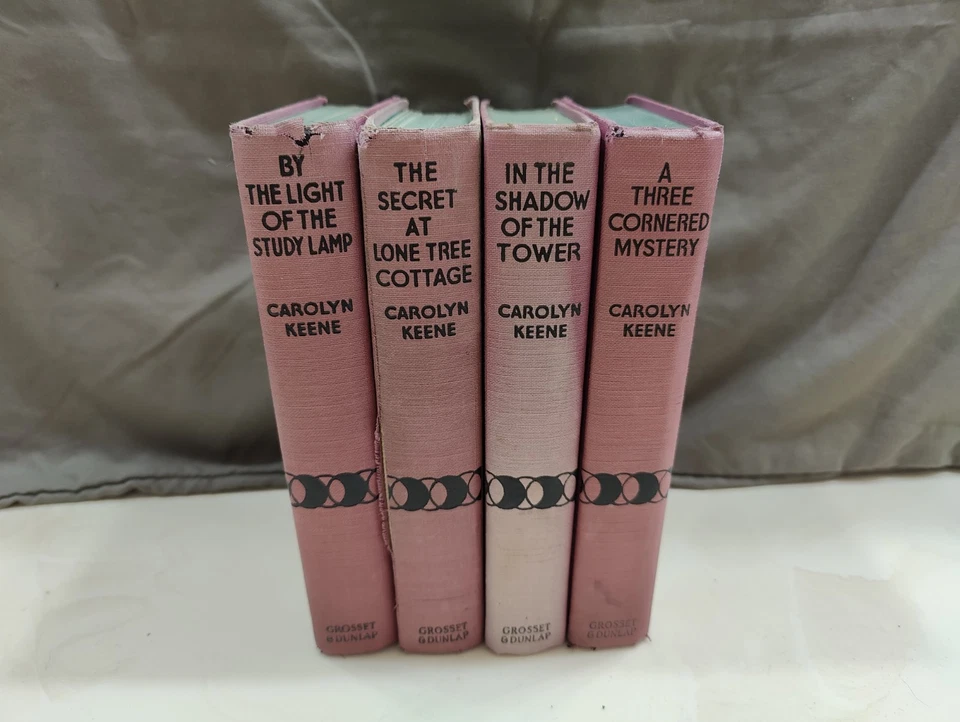 BY
THE LIGHT
OF THE
STUDY LAMP
CAROLYN
KEENE
GROSSET
& DUNLAP
THE
SECRET
AT
LONE TREE
COTTAGE
CAROLYN
KEENE
GROSSET
& DUNLAP
IN THE
SHADOW
OF THE
TOWER
CAROLYN
KEENE
GROSSET
& DUNLAP
A
THREE
CORNERED
MYSTERY
CAROLYN
KEENE
GROSSET
& DUNLAP